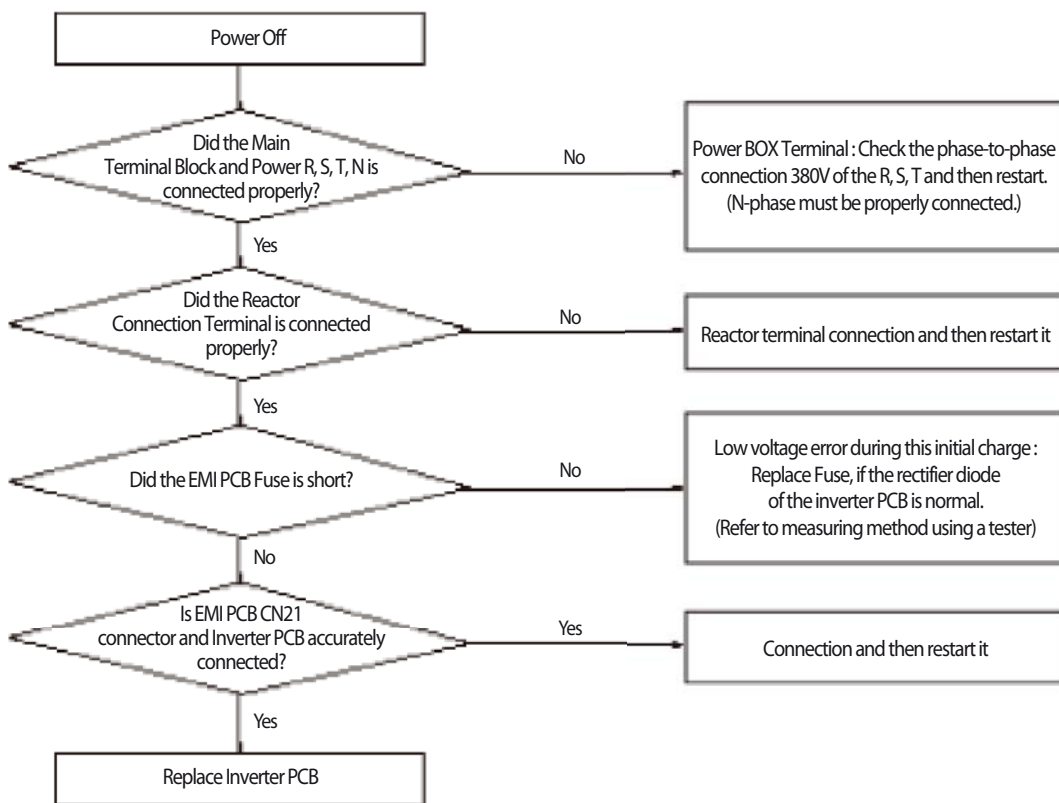 Power Off
Did the Main
Terminal Block and Power R, S, T, N is
connected properly?
No
Power BOX Terminal : Check the phase-to-phase
connection 380V of the R, S, T and then restart.
(N-phase must be properly connected.)
Yes
Did the Reactor
Connection Terminal is connected
properly?
No
Reactor terminal connection and then restart it
Yes
Did the EMI PCB Fuse is short?
No
Low voltage error during this initial charge :
Replace Fuse, if the rectifier diode
of the inverter PCB is normal.
(Refer to measuring method using a tester)
No
Is EMI PCB CN21
connector and Inverter PCB accurately
connected?
Yes
Connection and then restart it
Yes
Replace Inverter PCB